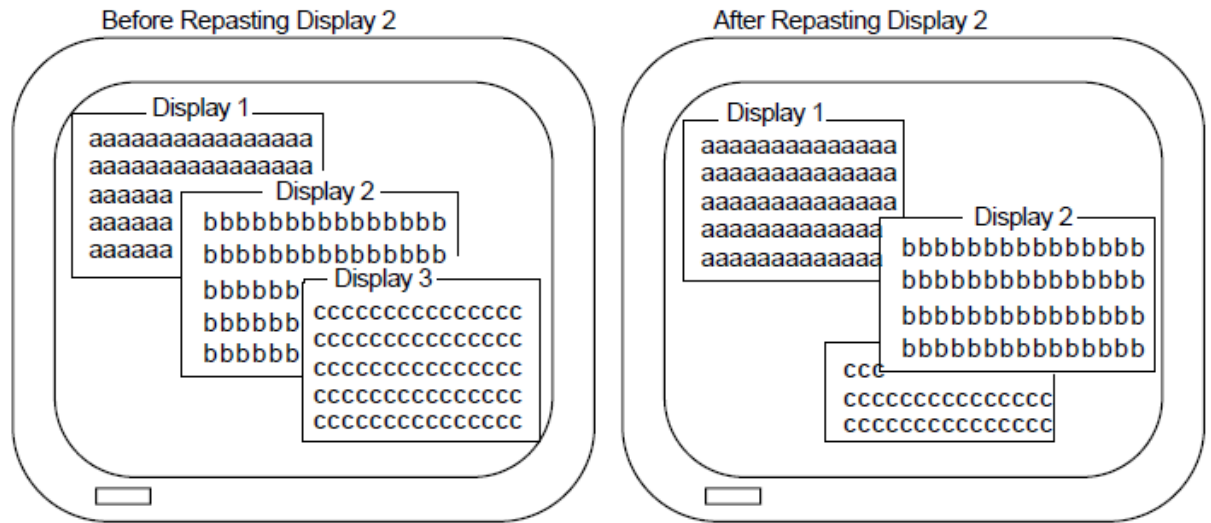 Before Repasting Display 2
Display 1
aaaaaaaaaaaaaaaa
aaaaaaaaaaaaaaaa
aaaaaa
aaaaaa
aaaaaa
Display 2
bbbbbbbbbbbbbbb
bbbbbbbbbbbbbbb
bbbbbb
bbbbbb
bbbbbb
Display 3
ccccccccccccccc
ccccccccccccccc
ccccccccccccccc
ccccccccccccccc
ccccccccccccccc
After Repasting Display 2
Display 1
aaaaaaaaaaaaaa
aaaaaaaaaaaaaa
aaaaaaaaaaaaaa
aaaaaaaaaaaaa
aaaaaaaaaaaaa
Display 2
bbbbbbbbbbbbbbb
bbbbbbbbbbbbbbb
bbbbbbbbbbbbbbb
bbbbbbbbbbbbbbb
ccc
ccccccccccccccc
ccccccccccccccc